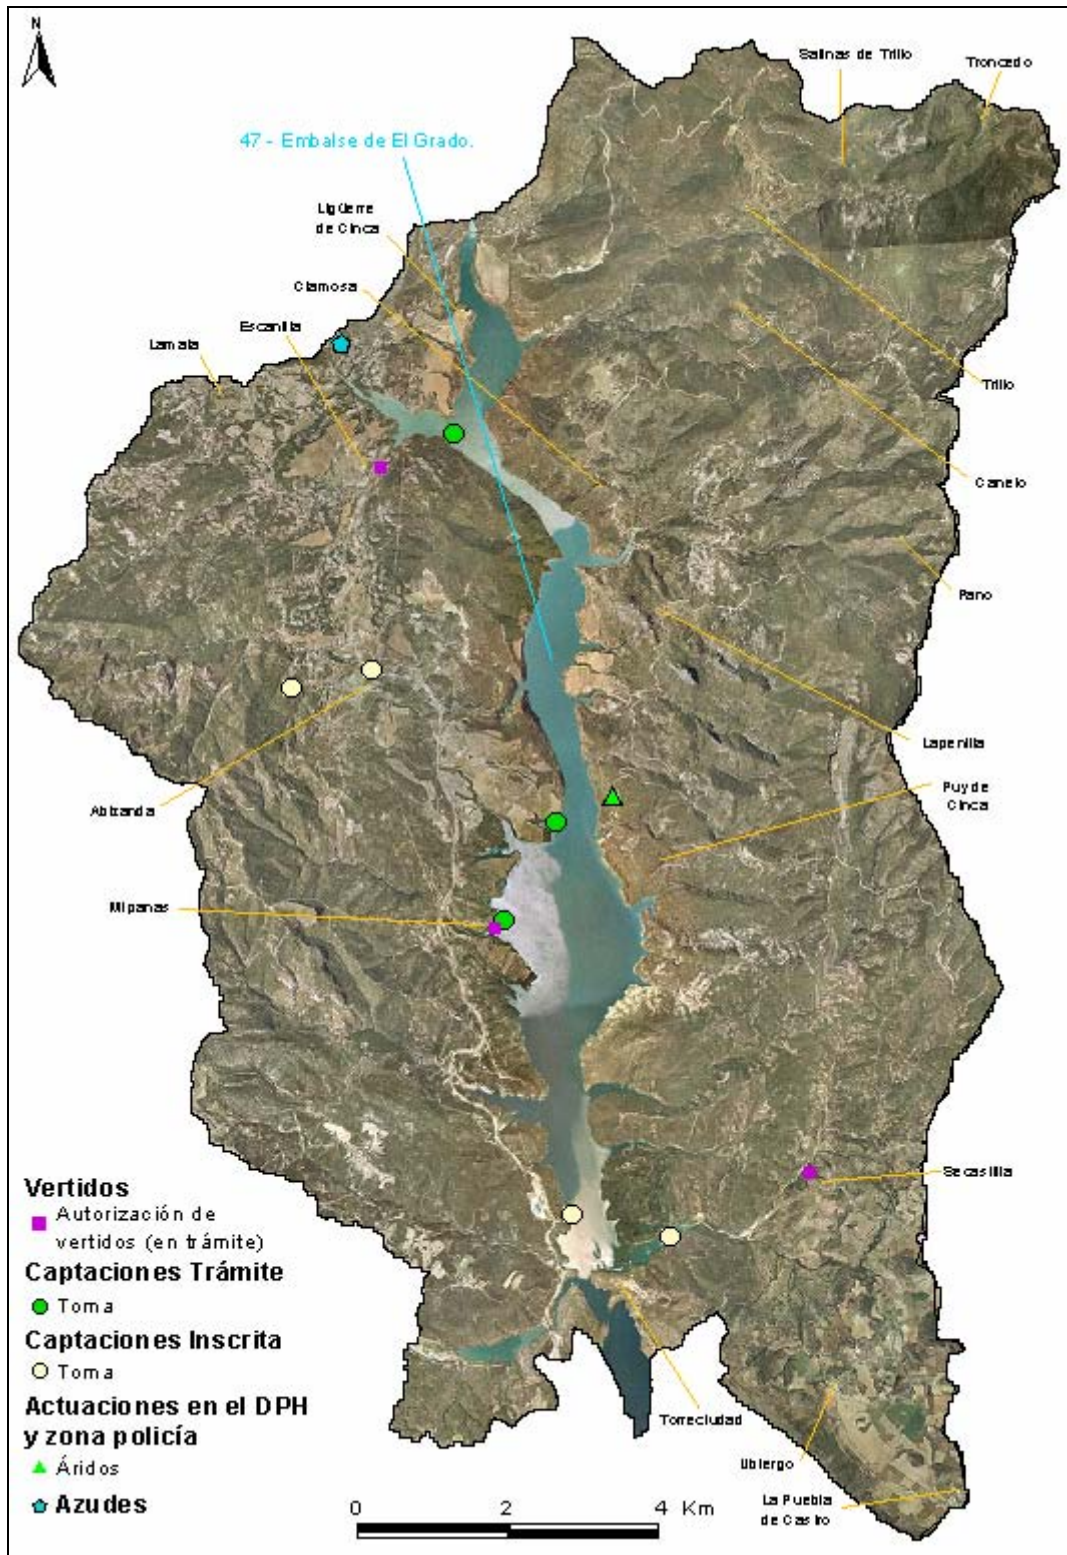 N
Salinas de Trillo
Troncedo
47 - Embalse de El Grado.
Ligüerre
de Cinca
Clamosa
Escanilla
Lamata
Trillo
Caneto
Pano
Lapenilla
Puy de
Cinca
Abizanda
Mipanas
Secastilla
Torreciudad
Ubiergo
La Puebla
de Castro
Vertidos
Autorización de
vertidos (en trámite)
Captaciones Trámite
Toma
Captaciones Inscrita
Toma
Actuaciones en el DPH
y zona policía
Áridos
Azudes
0 2 4 Km